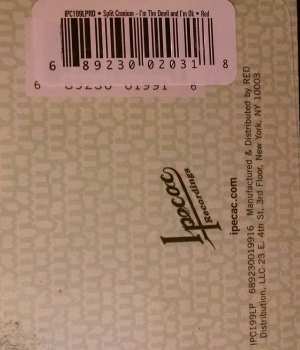 IPC199LPRD • Split Cranium - I'm The Devil and I'm Ok • Red
6 89230 02031 8
6 89230 01991 6
Ipecac
Recordings
ipecac.com
IPC199LP 689230019916 Manufactured & Distributed by RED
Distribution, LLC 23 E. 4th St, 3rd Floor, New York, NY 10003